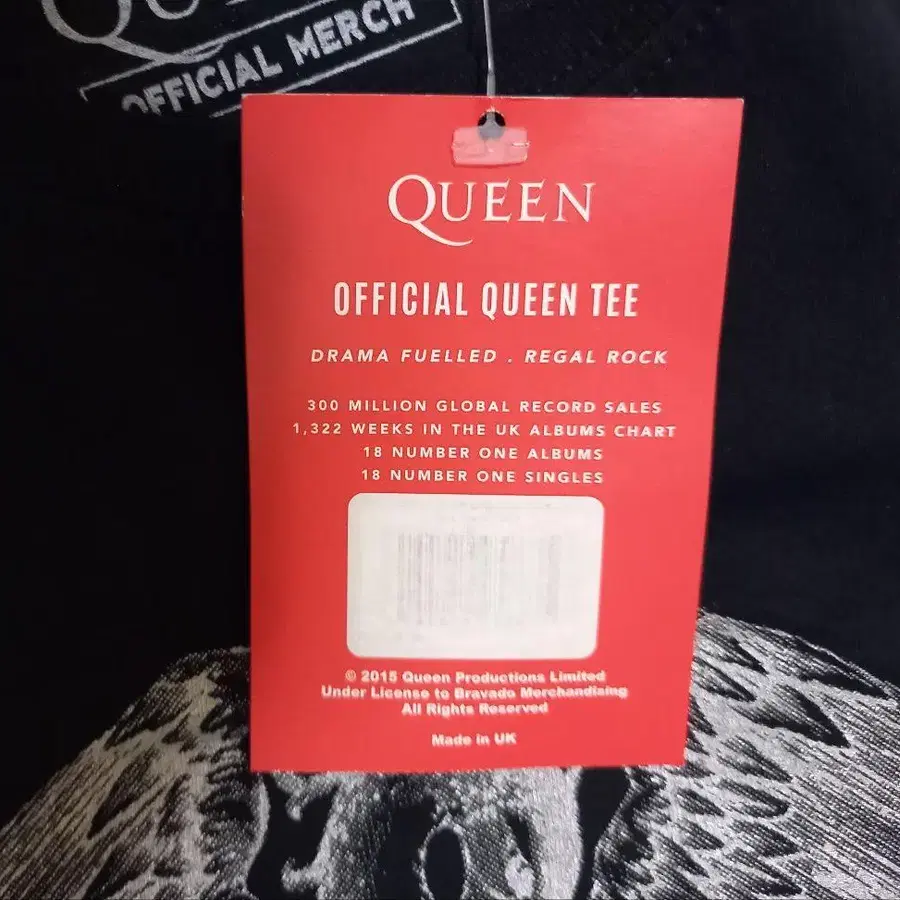 QUEEN
OFFICIAL MERCH
QUEEN
OFFICIAL QUEEN TEE
DRAMA FUELLED . REGAL ROCK
300 MILLION GLOBAL RECORD SALES
1,322 WEEKS IN THE UK ALBUMS CHART
18 NUMBER ONE ALBUMS
18 NUMBER ONE SINGLES
© 2015 Queen Productions Limited
Under License to Bravado Merchandising
All Rights Reserved
Made in UK